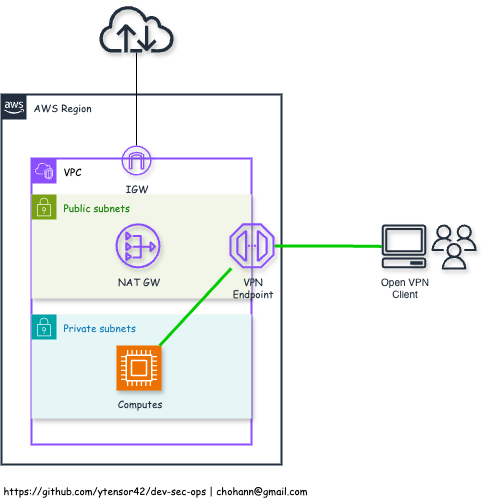 aws
AWS Region
VPC
IGW
Public subnets
NAT GW
VPN
Endpoint
Open VPN
Client
Private subnets
Computes
https://github.com/ytensor42/dev-sec-ops | chohann@gmail.com